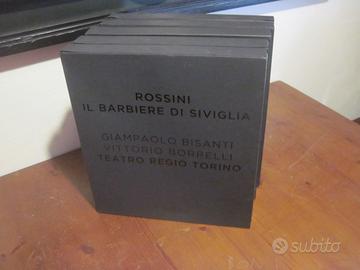 ROSSINI
IL BARBIERE DI SIVIGLIA
GIAMPAOLO BISANTI
VITTORIO BORRELLI
TEATRO REGIO TORINO
subito